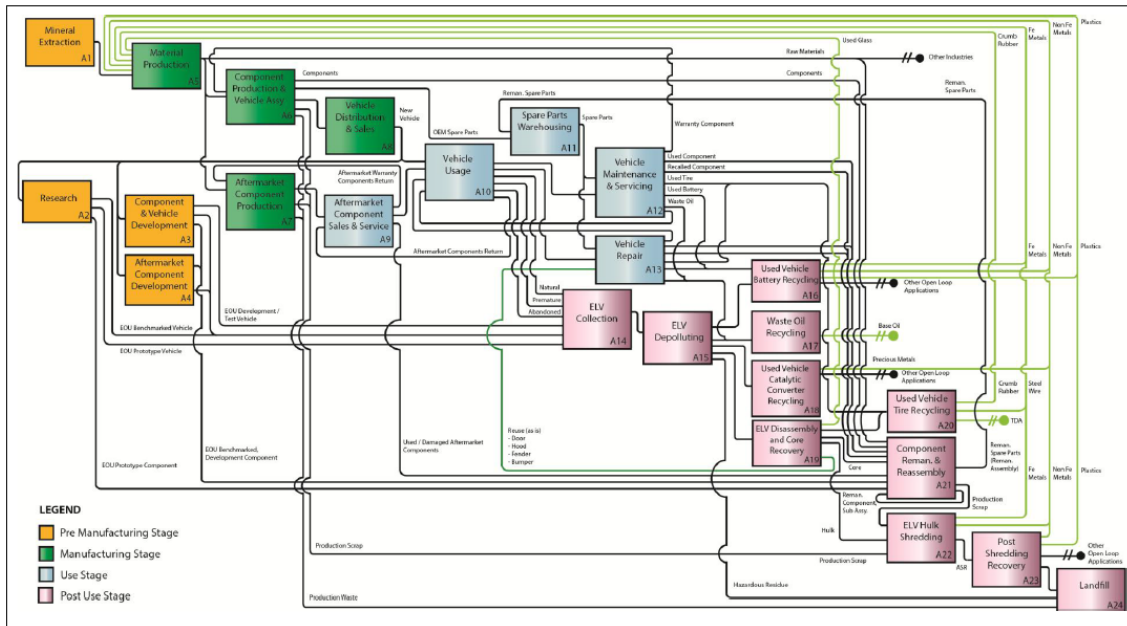 Mineral
Extraction
A1
Material
Production
A5
Component
Production &
Vehicle Assy
A6
Vehicle
Distribution
& Sales
A8
Research
A2
Component
& Vehicle
Development
A3
Aftermarket
Component
Development
A4
Aftermarket
Component
Production
A7
Aftermarket
Component
Sales & Service
A9
Vehicle
Usage
A10
Spare Parts
Warehousing
A11
Vehicle
Maintenance
& Servicing
A12
Vehicle
Repair
A13
ELV
Collection
A14
ELV
Depolluting
A15
Used Vehicle
Battery Recycling
A16
Waste Oil
Recycling
A17
Used Vehicle
Catalytic
Converter
Recycling
A18
ELV Disassembly
and Core
Recovery
A19
Used Vehicle
Tire Recycling
A20
Component
Reman. &
Reassembly
A21
ELV Hulk
Shredding
A22
Post
Shredding
Recovery
A23
Landfill
A24
Used Glass
Raw Materials
Components
Components
Other Industries
Crumb
Rubber
Fe
Metals
Non Fe
Metals
Plastics
Reman.
Spare Parts
Reman. Spare Parts
New
Vehicle
OEM Spare Parts
Spare Parts
Warranty Component
Used Component
Recalled Component
Used Tire
Used Battery
Waste Oil
Aftermarket Warranty
Components Return
Aftermarket Components Return
Natural
Premature
Abandoned
EOU Development /
Test Vehicle
EOU Benchmarked Vehicle
EOU Prototype Vehicle
Fe
Metals
Non Fe
Metals
Plastics
Other Open Loop
Applications
Base Oil
Precious Metals
Other Open Loop
Applications
Crumb
Rubber
Steel
Wire
TDA
Reuse (as is)
- Door
- Hood
- Fender
- Bumper
Used / Damaged Aftermarket
Components
EOU Benchmarked,
Development Component
EOU Prototype Component
Core
Reman.
Component,
Sub Assy.
Reman.
Spare Parts
(Reman.
Assembly)
Production
Scrap
Fe
Metals
Non Fe
Metals
Plastics
Hulk
Production Scrap
Production Scrap
ASR
Other
Open Loop
Applications
Hazardous Residue
Production Waste
LEGEND
Pre Manufacturing Stage
Manufacturing Stage
Use Stage
Post Use Stage